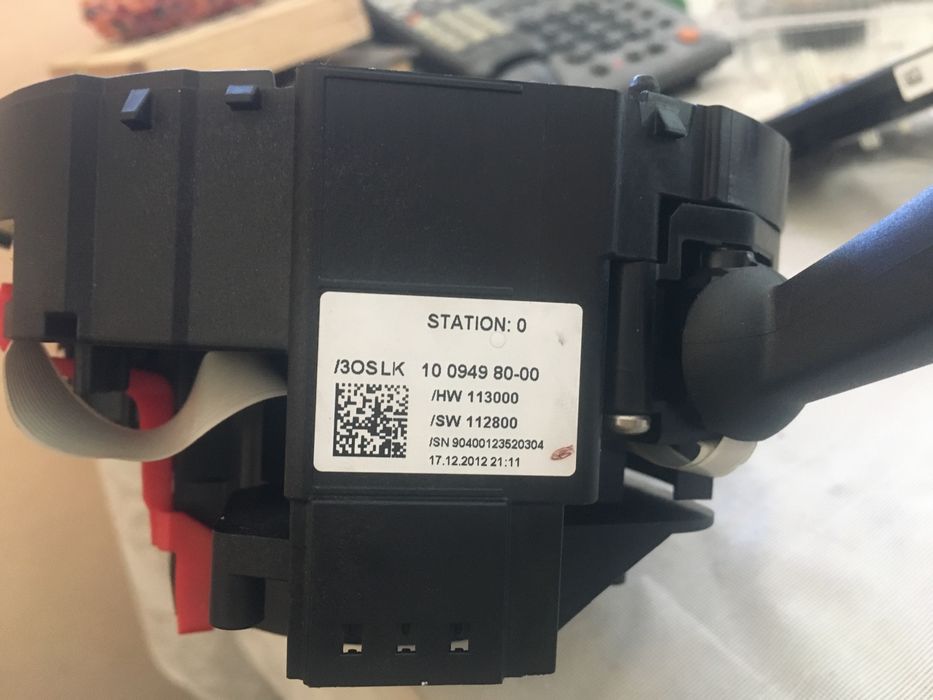 STATION: 0
/3OSLK 10 0949 80-00
/HW 113000
/SW 112800
/SN 90400123520304
17.12.2012 21:11